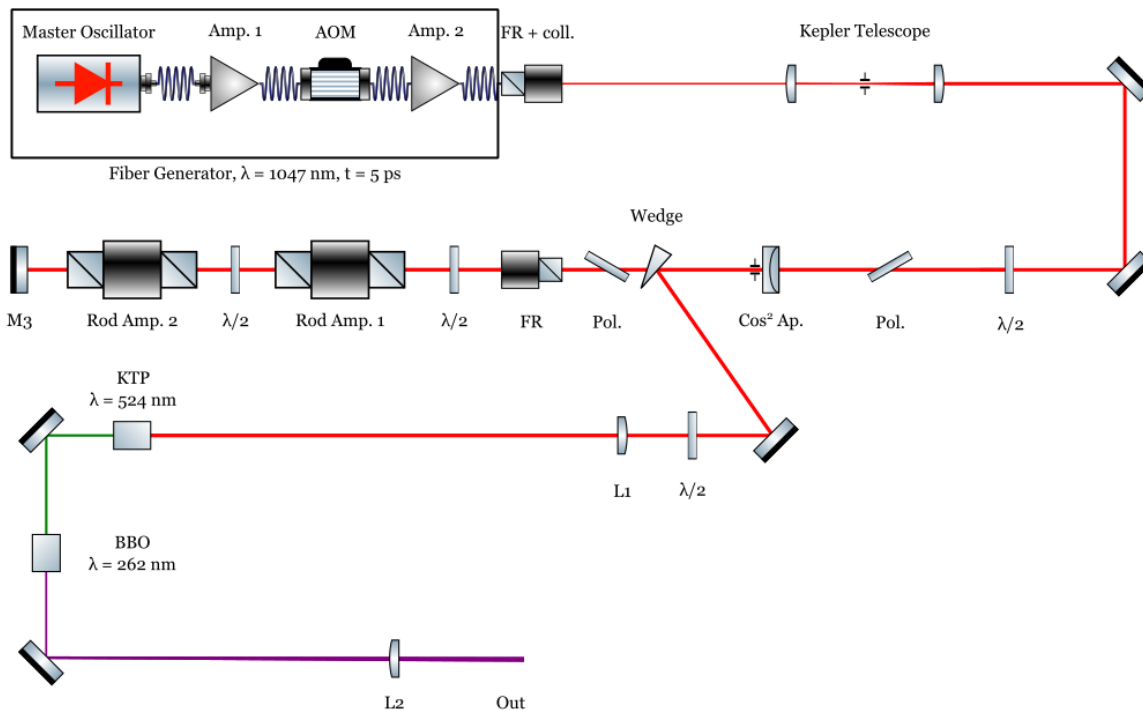 Master Oscillator
Amp. 1
AOM
Amp. 2
FR + coll.
Kepler Telescope
Fiber Generator, λ = 1047 nm, t = 5 ps
Wedge
M3
Rod Amp. 2
λ/2
Rod Amp. 1
λ/2
FR
Pol.
Cos² Ap.
Pol.
λ/2
KTP
λ = 524 nm
L1
λ/2
BBO
λ = 262 nm
L2
Out